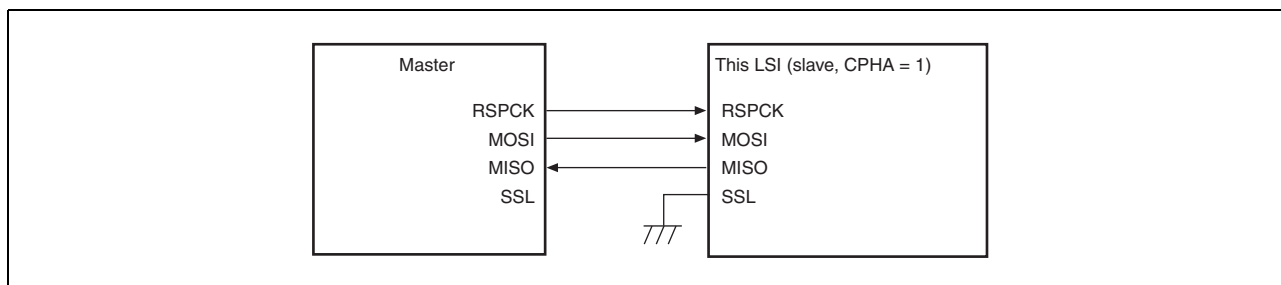 Master
RSPCK
MOSI
MISO
SSL
This LSI (slave, CPHA = 1)
RSPCK
MOSI
MISO
SSL